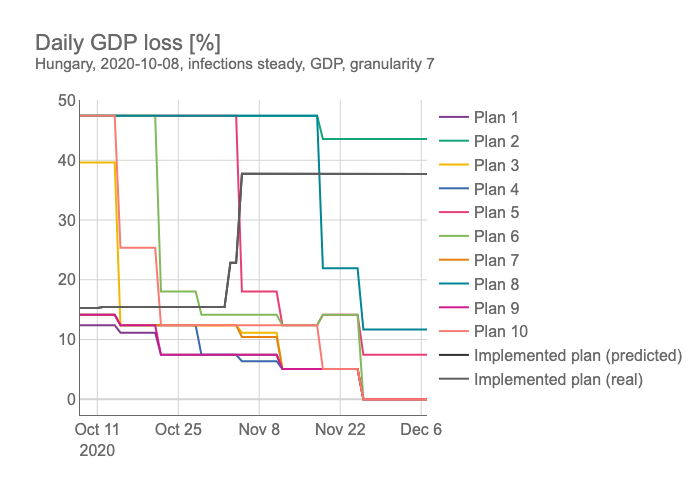 Daily GDP loss [%]
Hungary, 2020-10-08, infections steady, GDP, granularity 7
50
40
30
20
10
0
Oct 11
2020
Oct 25
Nov 8
Nov 22
Dec 6
Plan 1
Plan 2
Plan 3
Plan 4
Plan 5
Plan 6
Plan 7
Plan 8
Plan 9
Plan 10
Implemented plan (predicted)
Implemented plan (real)